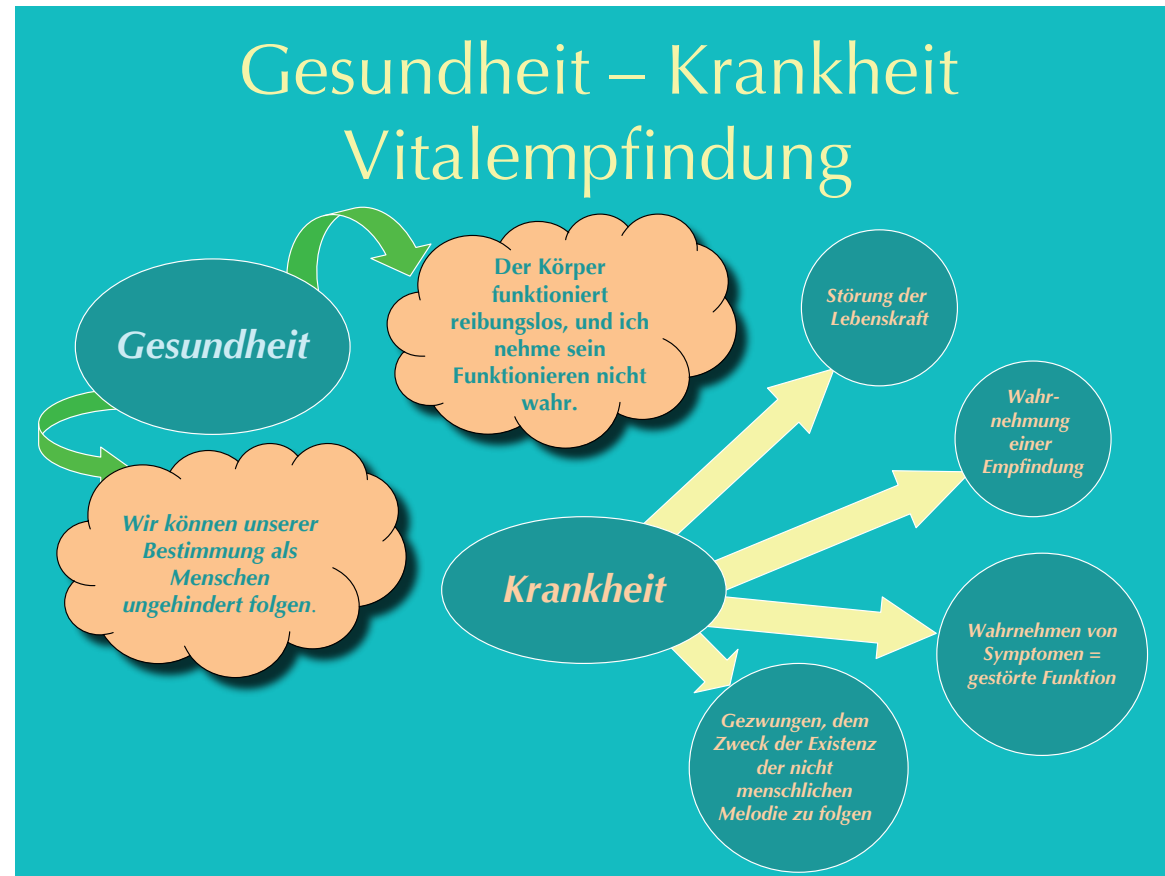 Gesundheit – Krankheit
Vitalempfindung
Gesundheit
Der Körper
funktioniert
reibungslos, und ich
nehme sein
Funktionieren nicht
wahr.
Wir können unserer
Bestimmung als
Menschen
ungehindert folgen.
Krankheit
Störung der
Lebenskraft
Wahr-
nehmung
einer
Empfindung
Wahrnehmen von
Symptomen =
gestörte Funktion
Gezwungen, dem
Zweck der Existenz
der nicht
menschlichen
Melodie zu folgen